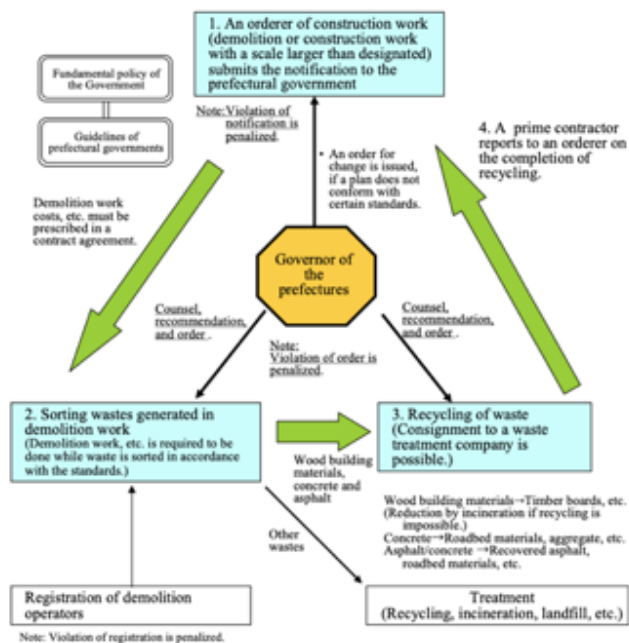 1. An orderer of construction work
(demolition or construction work
with a scale larger than designated)
submits the notification to the
prefectural government
Fundamental policy of
the Government
Guidelines of
prefectural governments
Note: Violation of
notification is
penalized.
• An order for
change is issued,
if a plan does not
conform with
certain standards.
4. A prime contractor
reports to an orderer on
the completion of
recycling.
Demolition work
costs, etc. must be
prescribed in a
contract agreement.
Governor of
the
prefectures
Counsel,
recommendation,
and order .
Note:
Violation of order is
penalized.
Counsel,
recommendation,
and order .
2. Sorting wastes generated in
demolition work
(Demolition work, etc. is required to be
done while waste is sorted in accordance
with the standards.)
Wood building
materials,
concrete and
asphalt
3. Recycling of waste
(Consignment to a waste
treatment company is
possible.)
Wood building materials→Timber boards, etc.
(Reduction by incineration if recycling is
impossible.)
Concrete→Roadbed materials, aggregate, etc.
Asphalt/concrete →Recovered asphalt,
roadbed materials, etc.
Other
wastes
Registration of demolition
operators
Treatment
(Recycling, incineration, landfill, etc.)
Note: Violation of registration is penalized.